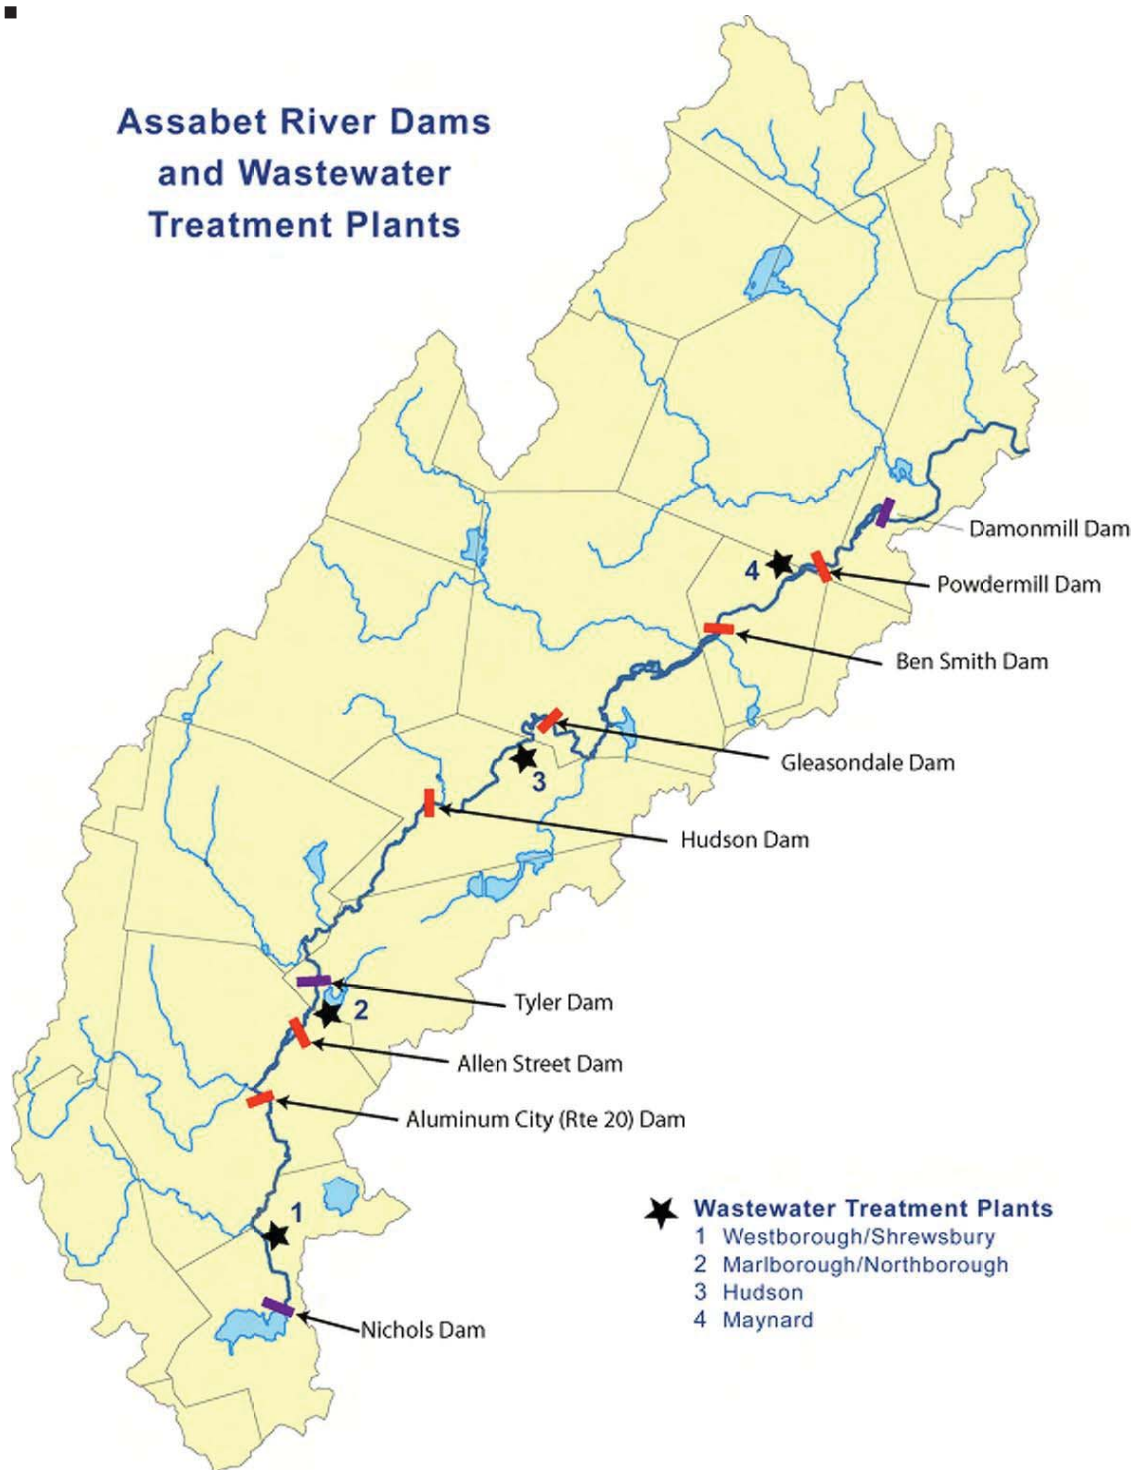 Assabet River Dams
and Wastewater
Treatment Plants
Damonmill Dam
4
Powdermill Dam
Ben Smith Dam
Gleasondale Dam
3
Hudson Dam
Tyler Dam
2
Allen Street Dam
Aluminum City (Rte 20) Dam
1
Nichols Dam
Wastewater Treatment Plants
1 Westborough/Shrewsbury
2 Marlborough/Northborough
3 Hudson
4 Maynard